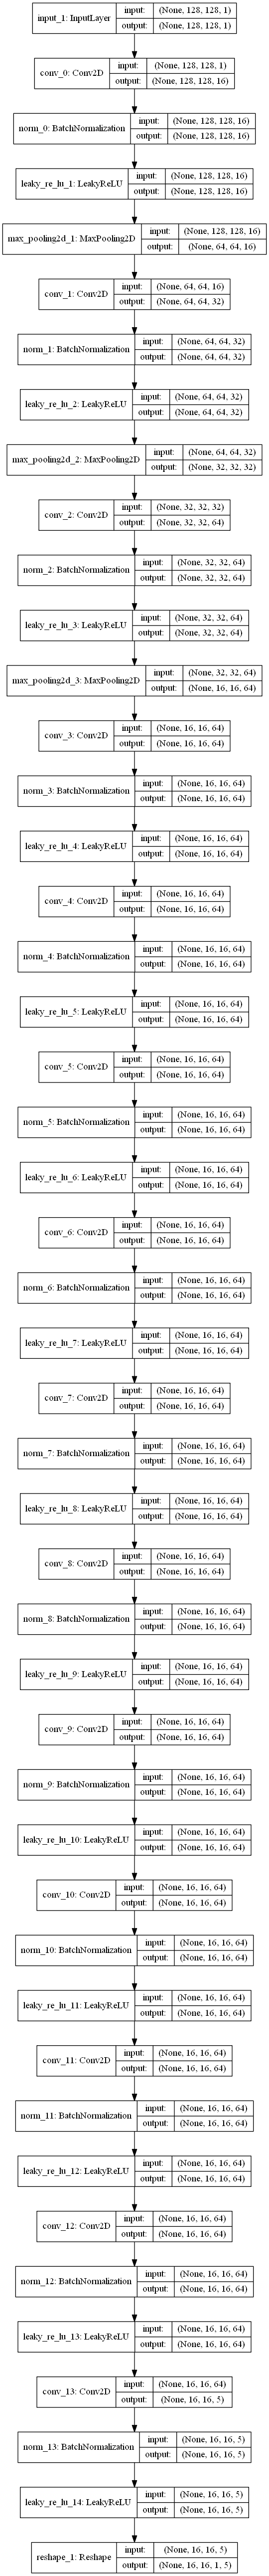 input_1: InputLayer
input: (None, 128, 128, 1)
output: (None, 128, 128, 1)
conv_0: Conv2D
input: (None, 128, 128, 1)
output: (None, 128, 128, 16)
norm_0: BatchNormalization
input: (None, 128, 128, 16)
output: (None, 128, 128, 16)
leaky_re_lu_1: LeakyReLU
input: (None, 128, 128, 16)
output: (None, 128, 128, 16)
max_pooling2d_1: MaxPooling2D
input: (None, 128, 128, 16)
output: (None, 64, 64, 16)
conv_1: Conv2D
input: (None, 64, 64, 16)
output: (None, 64, 64, 32)
norm_1: BatchNormalization
input: (None, 64, 64, 32)
output: (None, 64, 64, 32)
leaky_re_lu_2: LeakyReLU
input: (None, 64, 64, 32)
output: (None, 64, 64, 32)
max_pooling2d_2: MaxPooling2D
input: (None, 64, 64, 32)
output: (None, 32, 32, 32)
conv_2: Conv2D
input: (None, 32, 32, 32)
output: (None, 32, 32, 64)
norm_2: BatchNormalization
input: (None, 32, 32, 64)
output: (None, 32, 32, 64)
leaky_re_lu_3: LeakyReLU
input: (None, 32, 32, 64)
output: (None, 32, 32, 64)
max_pooling2d_3: MaxPooling2D
input: (None, 32, 32, 64)
output: (None, 16, 16, 64)
conv_3: Conv2D
input: (None, 16, 16, 64)
output: (None, 16, 16, 64)
norm_3: BatchNormalization
input: (None, 16, 16, 64)
output: (None, 16, 16, 64)
leaky_re_lu_4: LeakyReLU
input: (None, 16, 16, 64)
output: (None, 16, 16, 64)
conv_4: Conv2D
input: (None, 16, 16, 64)
output: (None, 16, 16, 64)
norm_4: BatchNormalization
input: (None, 16, 16, 64)
output: (None, 16, 16, 64)
leaky_re_lu_5: LeakyReLU
input: (None, 16, 16, 64)
output: (None, 16, 16, 64)
conv_5: Conv2D
input: (None, 16, 16, 64)
output: (None, 16, 16, 64)
norm_5: BatchNormalization
input: (None, 16, 16, 64)
output: (None, 16, 16, 64)
leaky_re_lu_6: LeakyReLU
input: (None, 16, 16, 64)
output: (None, 16, 16, 64)
conv_6: Conv2D
input: (None, 16, 16, 64)
output: (None, 16, 16, 64)
norm_6: BatchNormalization
input: (None, 16, 16, 64)
output: (None, 16, 16, 64)
leaky_re_lu_7: LeakyReLU
input: (None, 16, 16, 64)
output: (None, 16, 16, 64)
conv_7: Conv2D
input: (None, 16, 16, 64)
output: (None, 16, 16, 64)
norm_7: BatchNormalization
input: (None, 16, 16, 64)
output: (None, 16, 16, 64)
leaky_re_lu_8: LeakyReLU
input: (None, 16, 16, 64)
output: (None, 16, 16, 64)
conv_8: Conv2D
input: (None, 16, 16, 64)
output: (None, 16, 16, 64)
norm_8: BatchNormalization
input: (None, 16, 16, 64)
output: (None, 16, 16, 64)
leaky_re_lu_9: LeakyReLU
input: (None, 16, 16, 64)
output: (None, 16, 16, 64)
conv_9: Conv2D
input: (None, 16, 16, 64)
output: (None, 16, 16, 64)
norm_9: BatchNormalization
input: (None, 16, 16, 64)
output: (None, 16, 16, 64)
leaky_re_lu_10: LeakyReLU
input: (None, 16, 16, 64)
output: (None, 16, 16, 64)
conv_10: Conv2D
input: (None, 16, 16, 64)
output: (None, 16, 16, 64)
norm_10: BatchNormalization
input: (None, 16, 16, 64)
output: (None, 16, 16, 64)
leaky_re_lu_11: LeakyReLU
input: (None, 16, 16, 64)
output: (None, 16, 16, 64)
conv_11: Conv2D
input: (None, 16, 16, 64)
output: (None, 16, 16, 64)
norm_11: BatchNormalization
input: (None, 16, 16, 64)
output: (None, 16, 16, 64)
leaky_re_lu_12: LeakyReLU
input: (None, 16, 16, 64)
output: (None, 16, 16, 64)
conv_12: Conv2D
input: (None, 16, 16, 64)
output: (None, 16, 16, 64)
norm_12: BatchNormalization
input: (None, 16, 16, 64)
output: (None, 16, 16, 64)
leaky_re_lu_13: LeakyReLU
input: (None, 16, 16, 64)
output: (None, 16, 16, 64)
conv_13: Conv2D
input: (None, 16, 16, 64)
output: (None, 16, 16, 5)
norm_13: BatchNormalization
input: (None, 16, 16, 5)
output: (None, 16, 16, 5)
leaky_re_lu_14: LeakyReLU
input: (None, 16, 16, 5)
output: (None, 16, 16, 5)
reshape_1: Reshape
input: (None, 16, 16, 5)
output: (None, 16, 16, 1, 5)